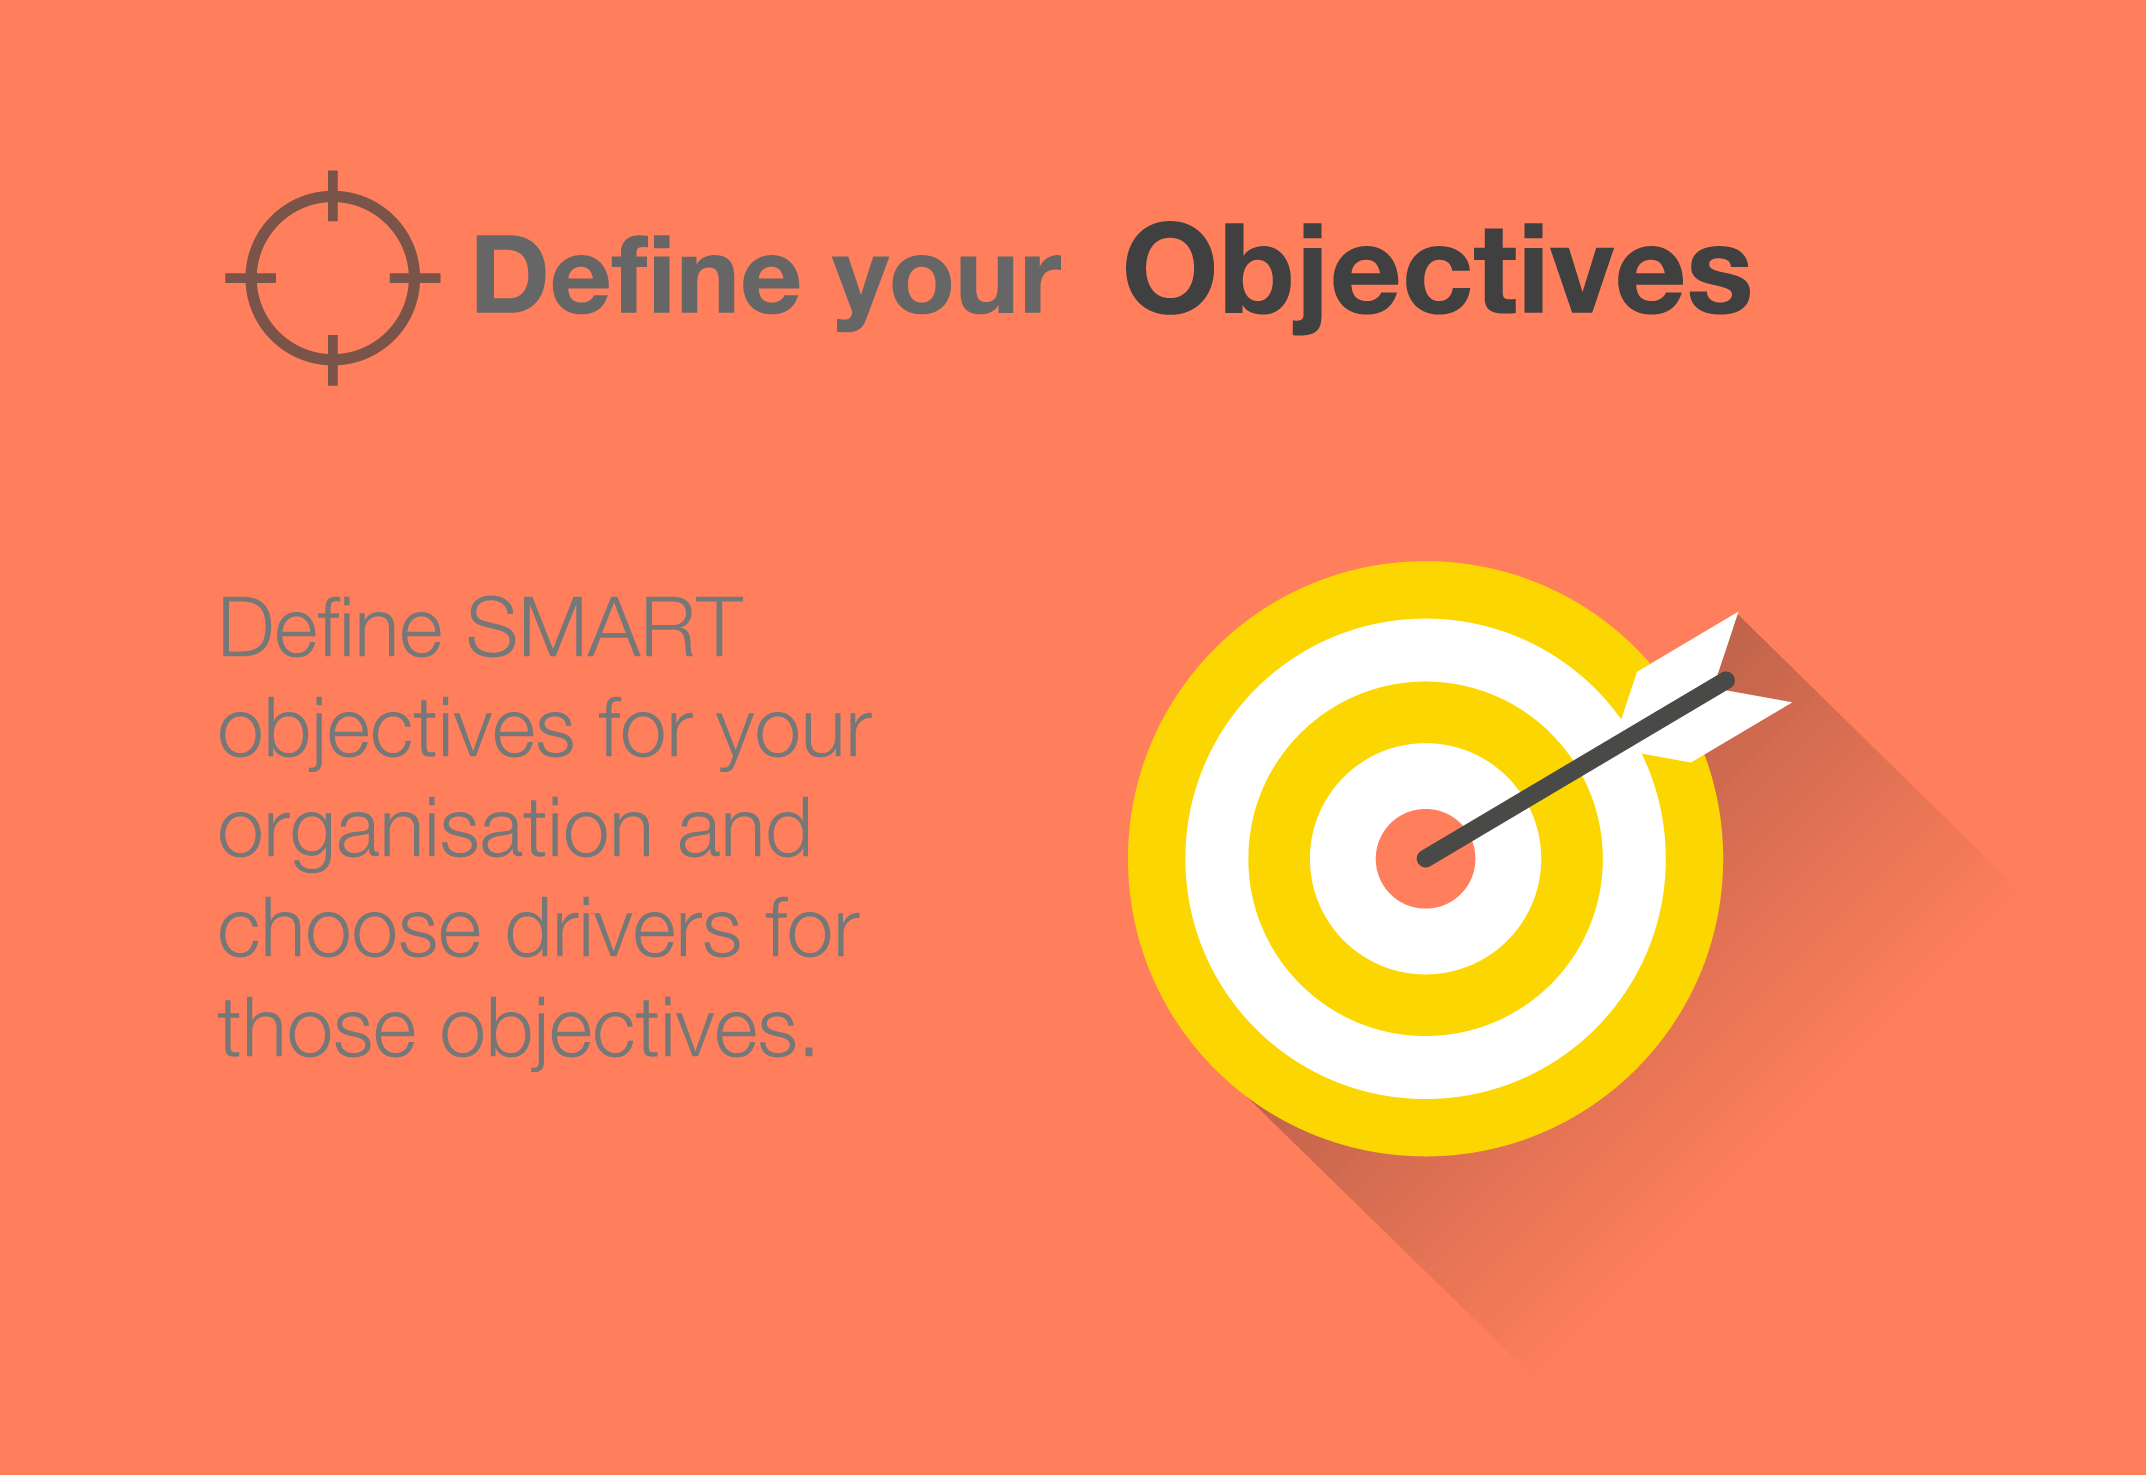 Define your Objectives
Define SMART
objectives for your
organisation and
choose drivers for
those objectives.